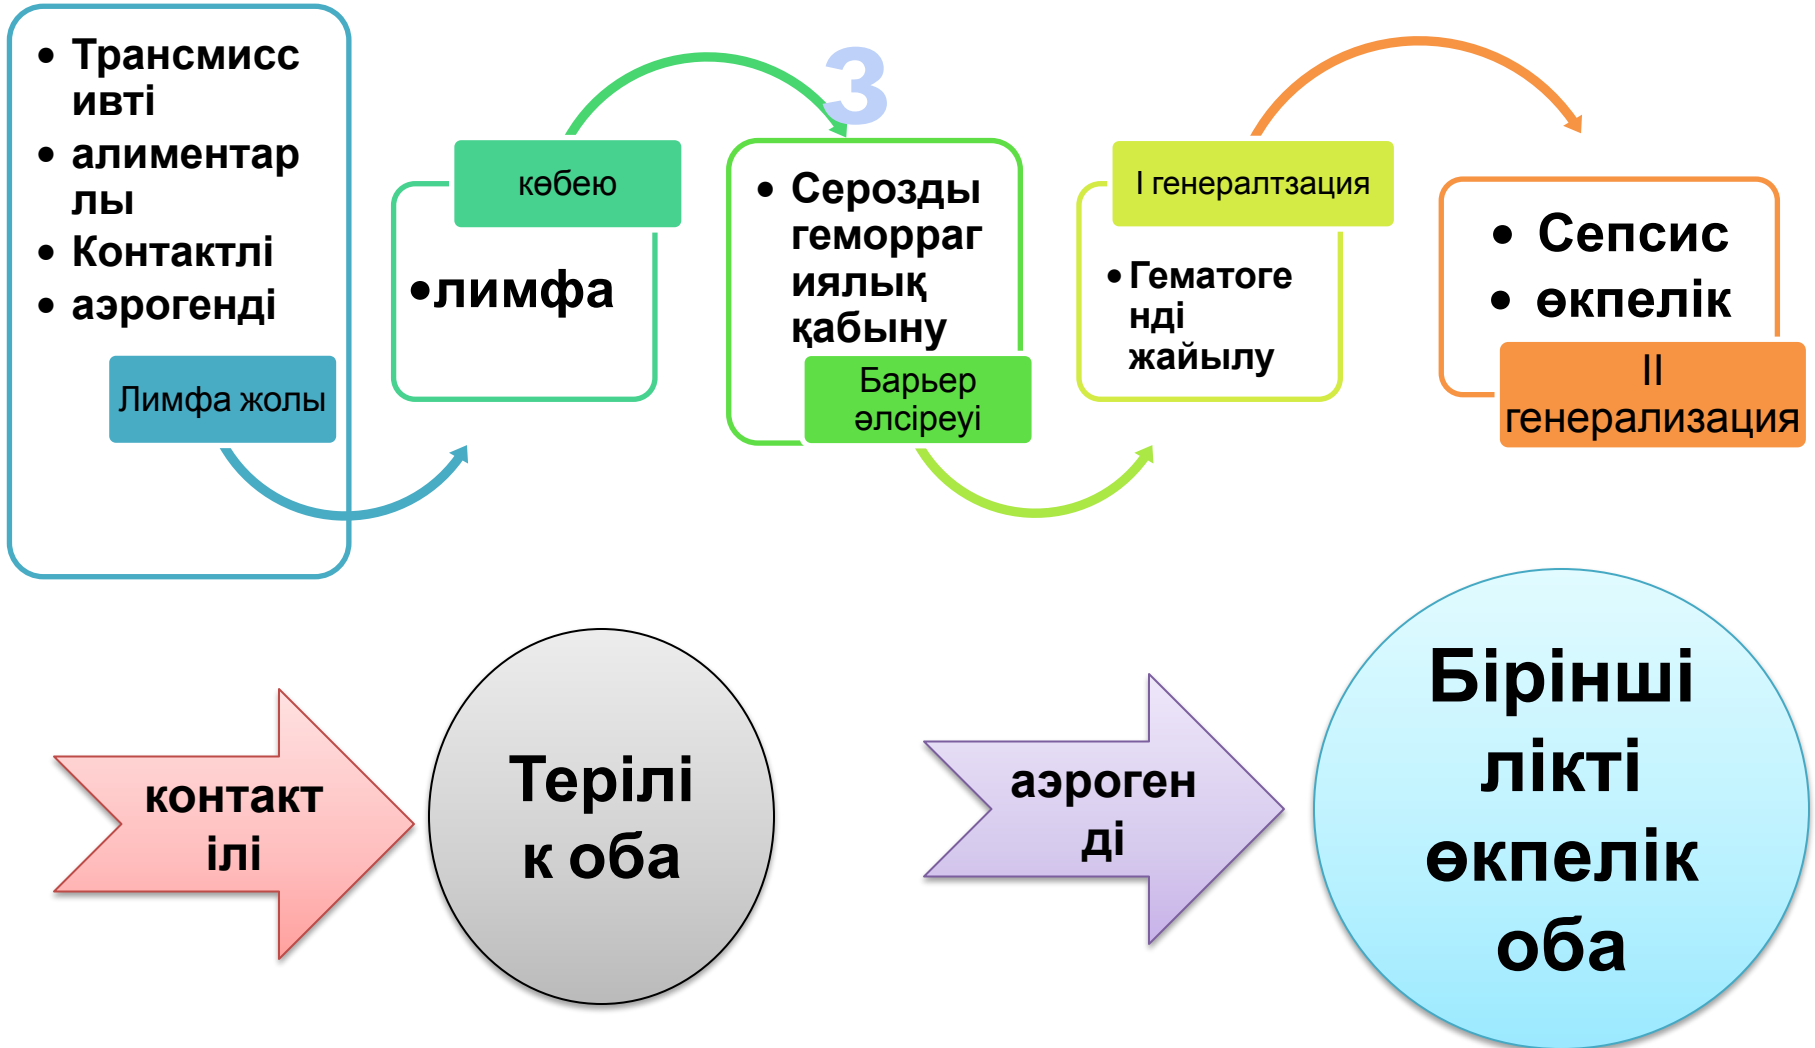 • Трансмисс
ивті
• алиментар
лы
• Контактлі
• аэрогенді
Лимфа жолы
көбею
•лимфа
3
• Серозды
геморраг
иялық
қабыну
Барьер
әлсіреуі
I генералтзация
• Гематоге
нді
жайылу
• Сепсис
• өкпелік
II
генерализация
контакт
ілі
Терілі
к оба
аэроген
ді
Бірінші
лікті
өкпелік
оба